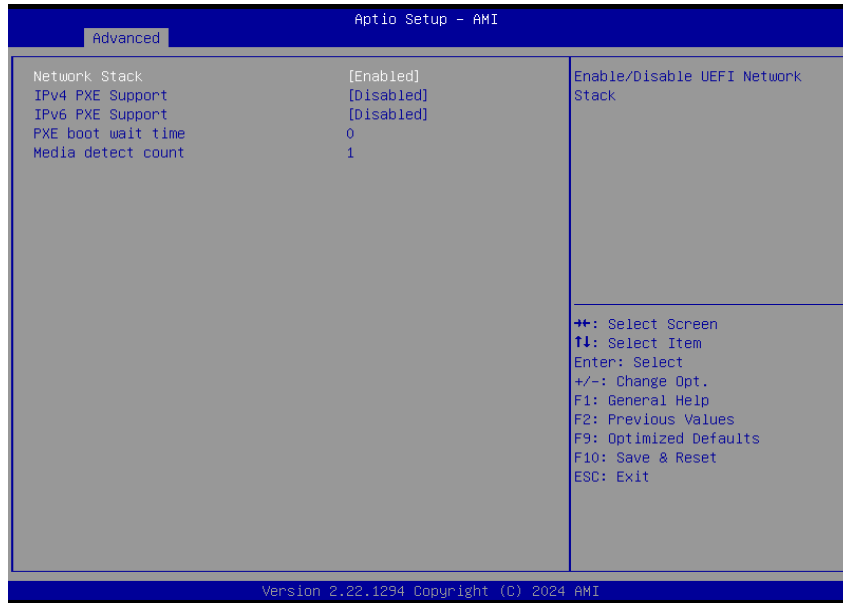 Aptio Setup – AMI
Advanced
Network Stack [Enabled]
IPv4 PXE Support [Disabled]
IPv6 PXE Support [Disabled]
PXE boot wait time 0
Media detect count 1
Enable/Disable UEFI Network
Stack
→←: Select Screen
↑↓: Select Item
Enter: Select
+/-: Change Opt.
F1: General Help
F2: Previous Values
F9: Optimized Defaults
F10: Save & Reset
ESC: Exit
Version 2.22.1294 Copyright (C) 2024 AMI